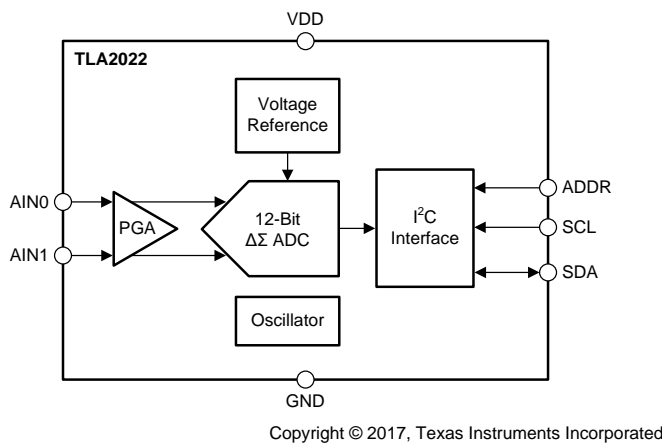 VDD
TLA2022
Voltage
Reference
AIN0
AIN1
PGA
12-Bit
ΔΣ ADC
I²C
Interface
ADDR
SCL
SDA
Oscillator
GND
Copyright © 2017, Texas Instruments Incorporated